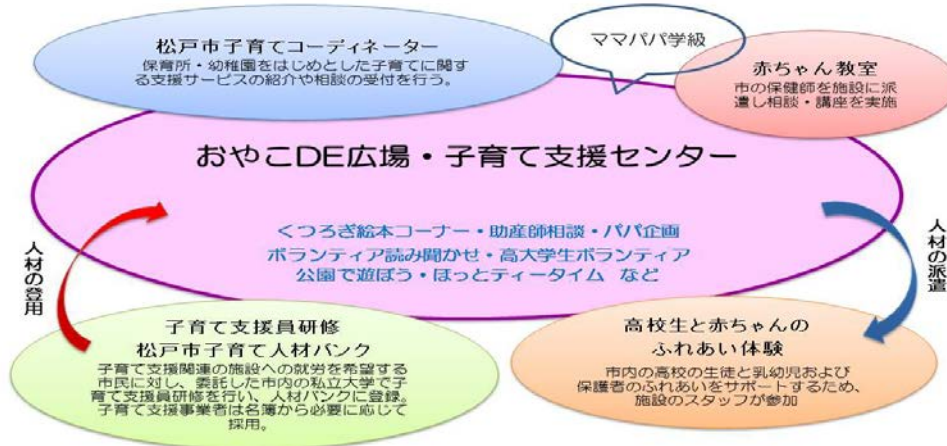 松戸市子育てコーディネーター
保育所・幼稚園をはじめとした子育てに関す
る支援サービスの紹介や相談の受付を行う。
ママパパ学級
赤ちゃん教室
市の保健師を施設に派
遣し相談・講座を実施
おやこDE広場・子育て支援センター
くつろぎ絵本コーナー・助産師相談・パパ企画
ボランティア読み聞かせ・高大学生ボランティア
公園で遊ぼう・ほっとティータイム など
人材の登用
人材の派遣
子育て支援員研修
松戸市子育て人材バンク
子育て支援関連の施設への就労を希望する
市民に対し、委託した市内の私立大学で子
育て支援員研修を行い、人材バンクに登録。
子育て支援事業者は名簿から必要に応じて
採用。
高校生と赤ちゃんの
ふれあい体験
市内の高校の生徒と乳幼児および
保護者のふれあいをサポートするため、
施設のスタッフが参加